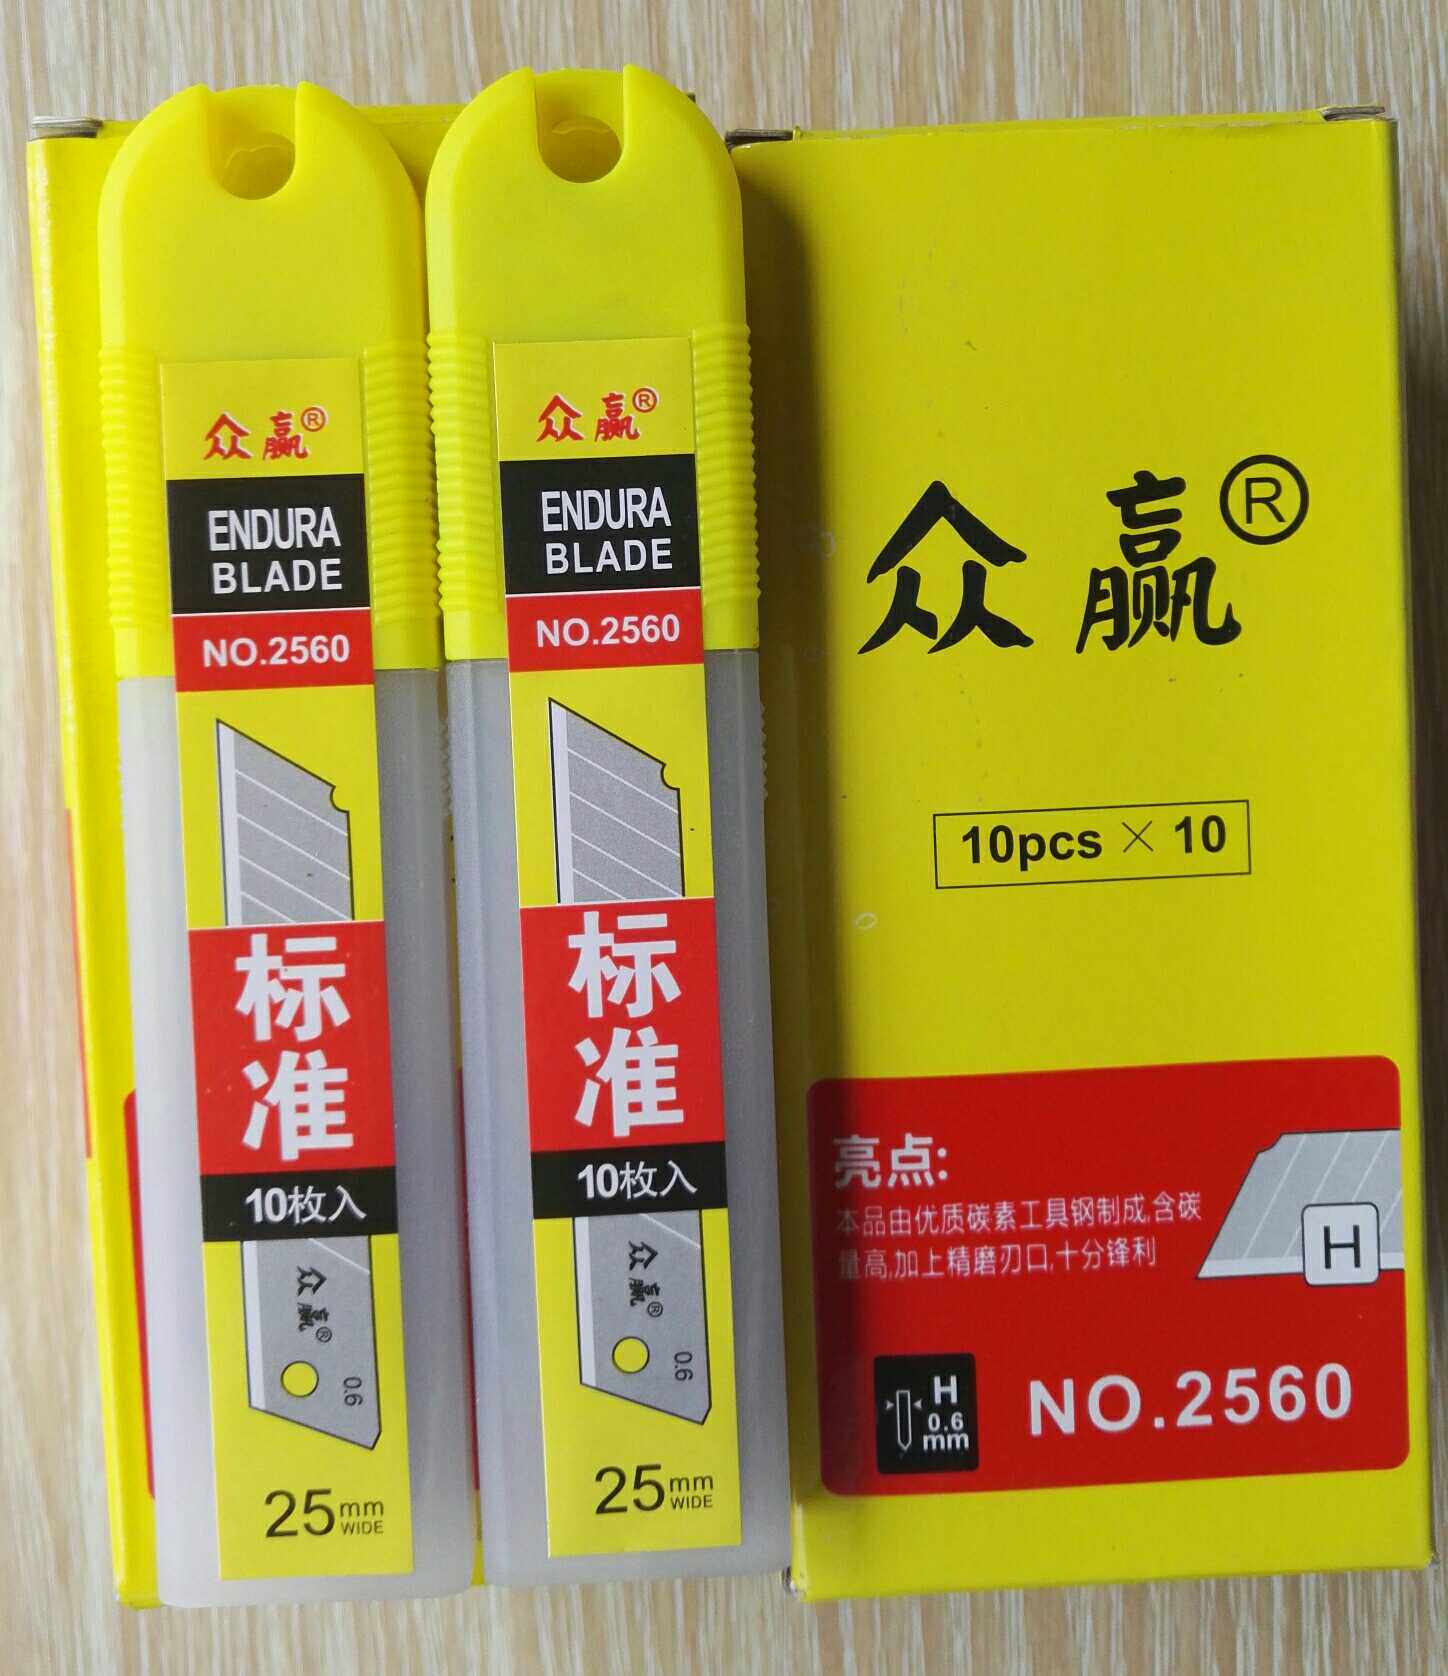 众赢®
ENDURA
BLADE
NO.2560
标
准
10枚入
众赢®
0.6
25mm
WIDE
众赢®
ENDURA
BLADE
NO.2560
标
准
10枚入
众赢®
0.6
25mm
WIDE
众赢®
10pcs × 10
亮点:
本品由优质碳素工具钢制成,含碳
量高,加上精磨刃口,十分锋利
H
H
0.6
mm
NO.2560